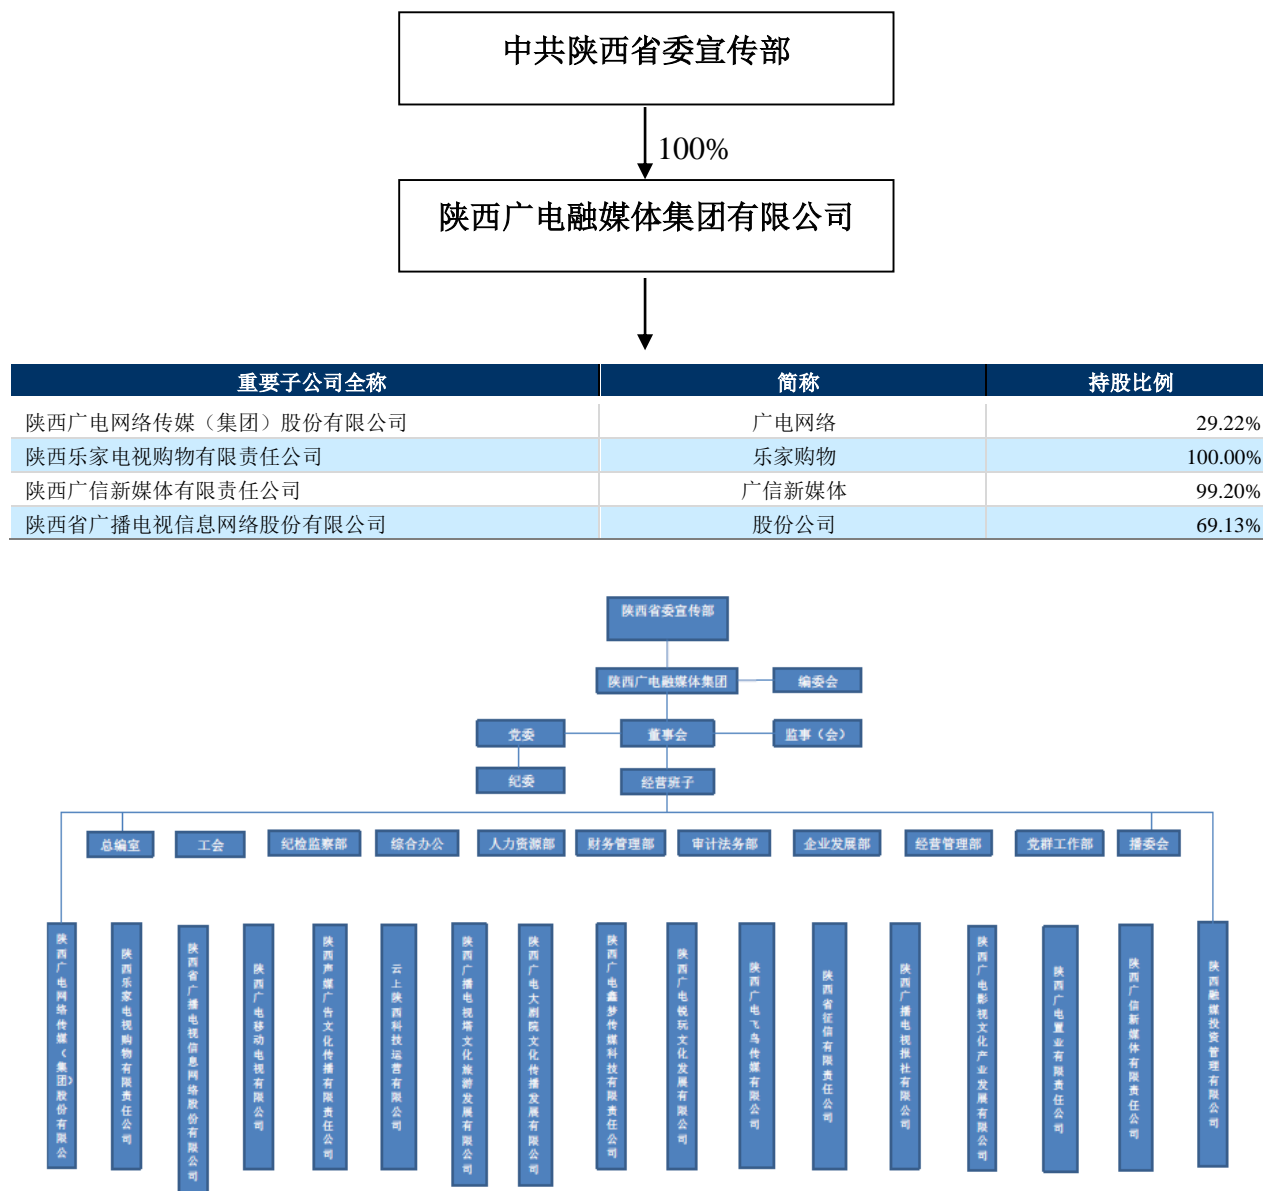 中共陕西省委宣传部
100%
陕西广电融媒体集团有限公司
重要子公司全称 简称 持股比例
陕西广电网络传媒（集团）股份有限公司 广电网络 29.22%
陕西乐家电视购物有限责任公司 乐家购物 100.00%
陕西广信新媒体有限责任公司 广信新媒体 99.20%
陕西省广播电视信息网络股份有限公司 股份公司 69.13%
陕西省委宣传部
陕西广电融媒体集团 编委会
党委 董事会 监事（会）
纪委 经营班子
总编室 工会 纪检监察部 综合办公 人力资源部 财务管理部 审计法务部 企业发展部 经营管理部 党群工作部 播委会
陕西广电网络传媒（集团）股份有限公
陕西乐家电视购物有限责任公司
陕西省广播电视信息网络股份有限公司
陕西广电移动电视有限公司
陕西声媒广告文化传播有限责任公司
云上陕西科技运营有限公司
陕西广播电视塔文化旅游发展有限公司
陕西广电大剧院文化传播发展有限公司
陕西广电鑫梦传媒科技有限责任公司
陕西广电锐玩文化发展有限公司
陕西广电飞鸟传媒有限公司
陕西省征信有限责任公司
陕西广播电视报社有限公司
陕西广电影视文化产业发展有限公司
陕西广电置业有限责任公司
陕西广信新媒体有限责任公司
陕西融媒投资管理有限公司